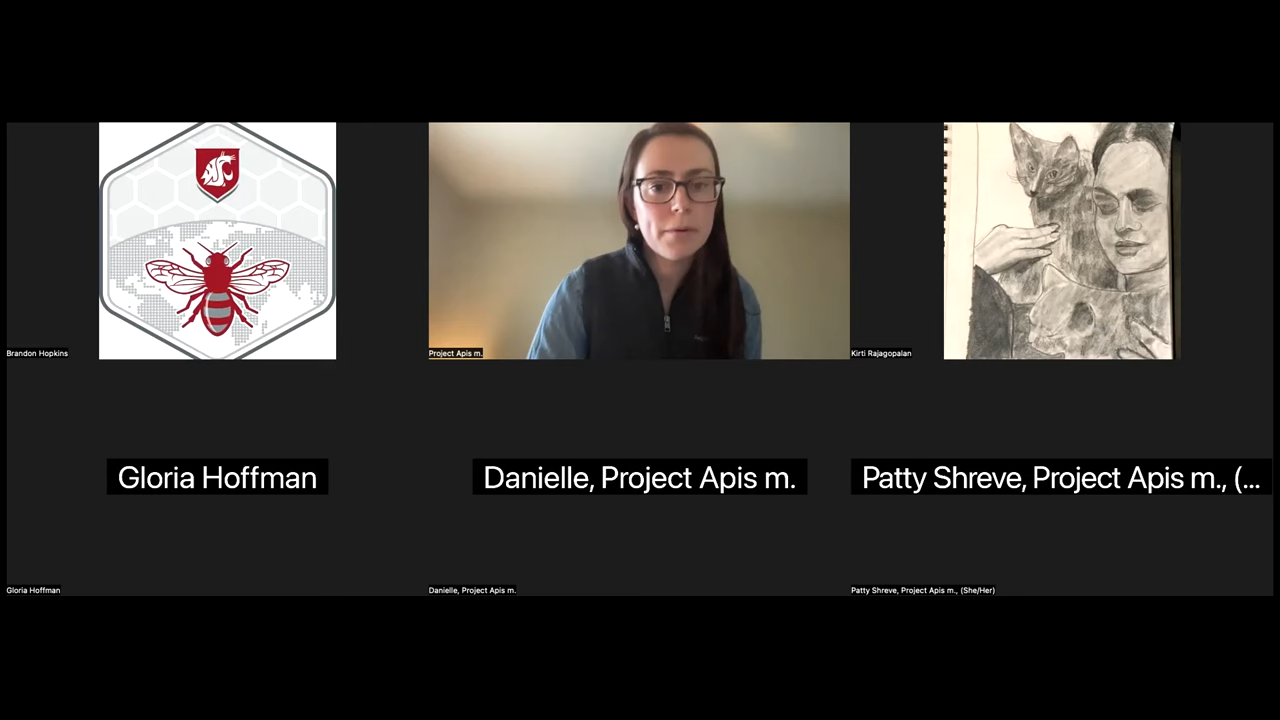 Brandon Hopkins
Project Apis m.
Kirti Rajagopalan
Gloria Hoffman
Danielle, Project Apis m.
Patty Shreve, Project Apis m., (...
Gloria Hoffman
Danielle, Project Apis m.
Patty Shreve, Project Apis m., (She/Her)